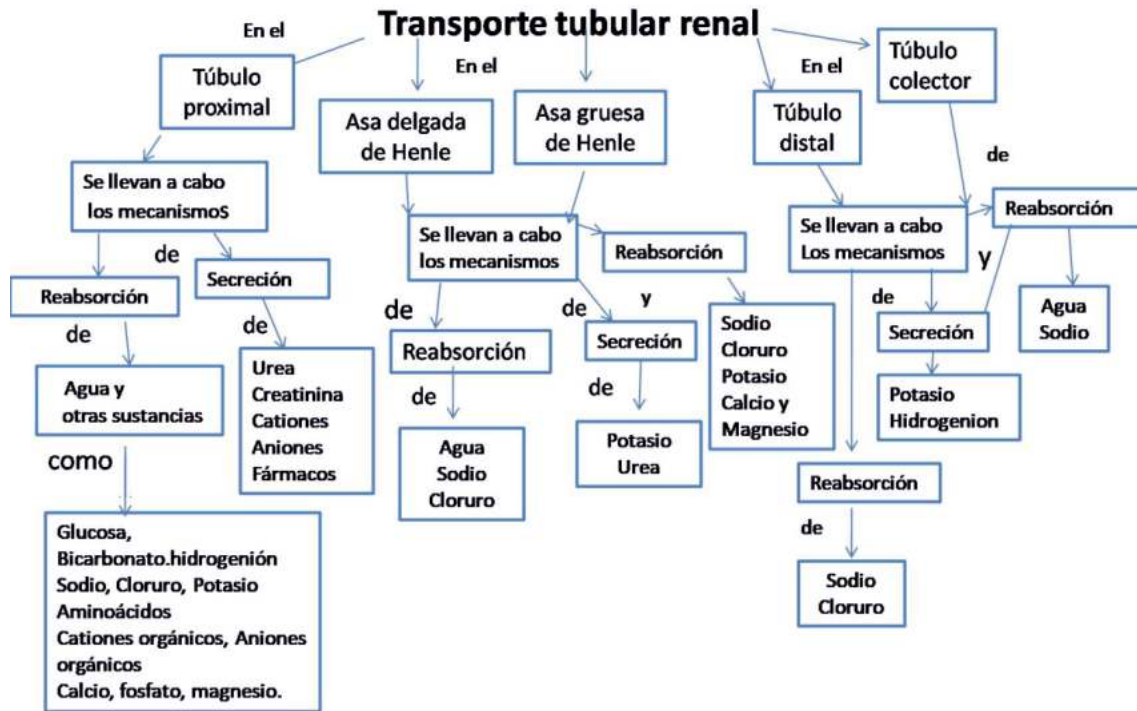 Transporte tubular renal
En el
Túbulo
proximal
Se llevan a cabo
los mecanismos
de
Reabsorción
de
Agua y
otras sustancias
como
Glucosa,
Bicarbonato.hidrogenión
Sodio, Cloruro, Potasio
Aminoácidos
Cationes orgánicos, Aniones
orgánicos
Calcio, fosfato, magnesio.
Secreción
de
Urea
Creatinina
Cationes
Aniones
Fármacos
En el
Asa delgada
de Henle
Asa gruesa
de Henle
Se llevan a cabo
los mecanismos
de
Reabsorción
de
Agua
Sodio
Cloruro
de
y
Secreción
de
Potasio
Urea
Reabsorción
Sodio
Cloruro
Potasio
Calcio y
Magnesio
En el
Túbulo
distal
Túbulo
colector
de
Se llevan a cabo
Los mecanismos
Reabsorción
y
Agua
Sodio
de
Secreción
Potasio
Hidrogenion
Reabsorción
de
Sodio
Cloruro